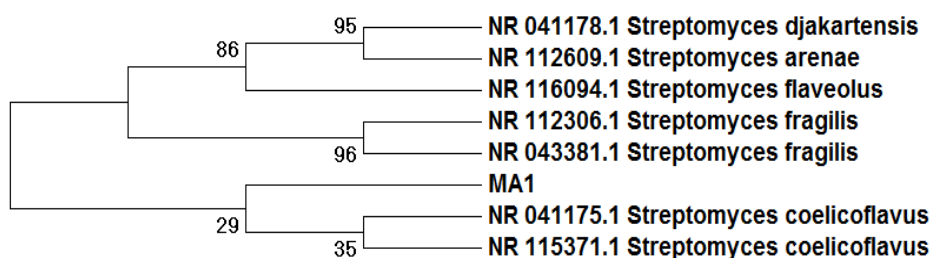 95
NR 041178.1 Streptomyces djakartensis
86
NR 112609.1 Streptomyces arenae
NR 116094.1 Streptomyces flaveolus
NR 112306.1 Streptomyces fragilis
96
NR 043381.1 Streptomyces fragilis
MA1
29
NR 041175.1 Streptomyces coelicoflavus
35
NR 115371.1 Streptomyces coelicoflavus